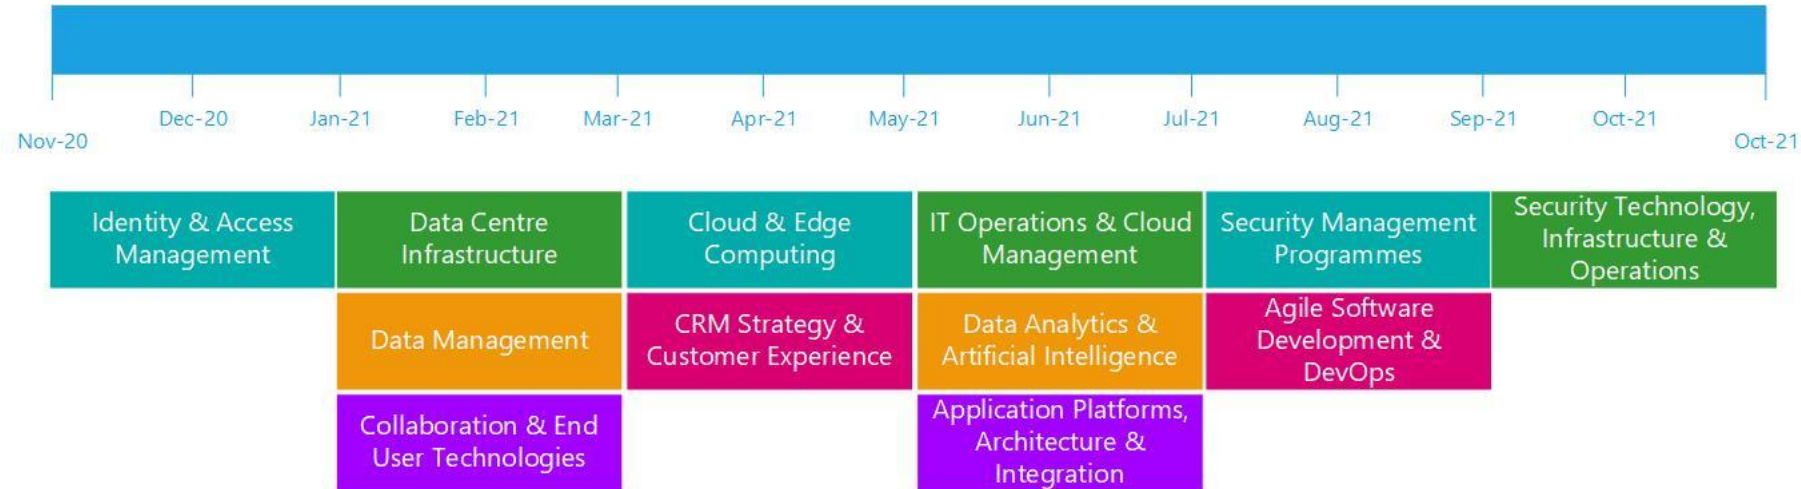 Dec-20
Jan-21
Feb-21
Mar-21
Apr-21
May-21
Jun-21
Jul-21
Aug-21
Sep-21
Oct-21
Nov-20
Oct-21
Identity & Access
Management
Data Centre
Infrastructure
Cloud & Edge
Computing
IT Operations & Cloud
Management
Security Management
Programmes
Security Technology,
Infrastructure &
Operations
Data Management
CRM Strategy &
Customer Experience
Data Analytics &
Artificial Intelligence
Agile Software
Development &
DevOps
Collaboration & End
User Technologies
Application Platforms,
Architecture &
Integration